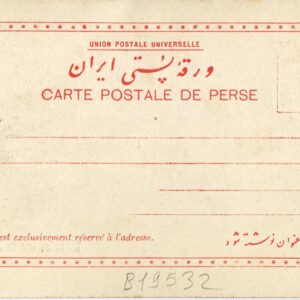 UNION POSTALE UNIVERSELLE
ورقهٔ پستی ایران
CARTE POSTALE DE PERSE
est exclusivement réservé à l'adresse.
عنوان نوشته شود
B19532